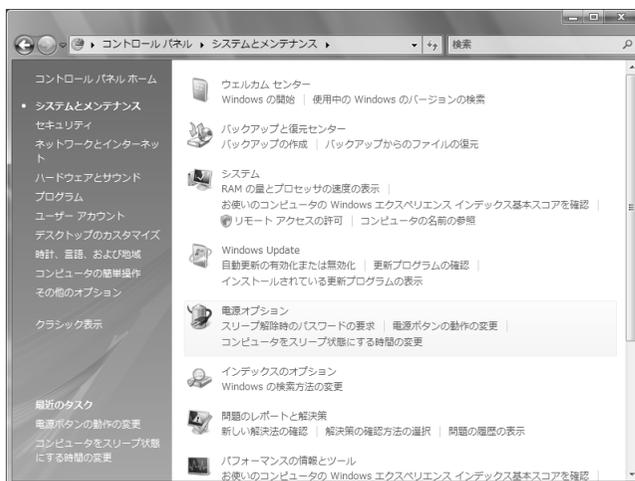 コントロール パネル ▸ システムとメンテナンス ▸
検索
コントロール パネル ホーム
システムとメンテナンス
セキュリティ
ネットワークとインターネッ
ト
ハードウェアとサウンド
プログラム
ユーザー アカウント
デスクトップのカスタマイズ
時計、言語、および地域
コンピュータの簡単操作
その他のオプション
クラシック表示
最近のタスク
電源ボタンの動作の変更
コンピュータをスリープ状態
にする時間の変更
ウェルカム センター
Windows の開始 | 使用中の Windows のバージョンの検索
バックアップと復元センター
バックアップの作成 | バックアップからのファイルの復元
システム
RAM の量とプロセッサの速度の表示 |
お使いのコンピュータの Windows エクスペリエンス インデックス基本スコアを確認 |
リモート アクセスの許可 | コンピュータの名前の参照
Windows Update
自動更新の有効化または無効化 | 更新プログラムの確認 |
インストールされている更新プログラムの表示
電源オプション
スリープ解除時のパスワードの要求 | 電源ボタンの動作の変更 |
コンピュータをスリープ状態にする時間の変更
インデックスのオプション
Windows の検索方法の変更
問題のレポートと解決策
新しい解決法の確認 | 解決策の確認方法の選択 | 問題の履歴の表示
パフォーマンスの情報とツール
お使いのコンピュータの Windows エクスペリエンス インデックス基本スコアを確認 |